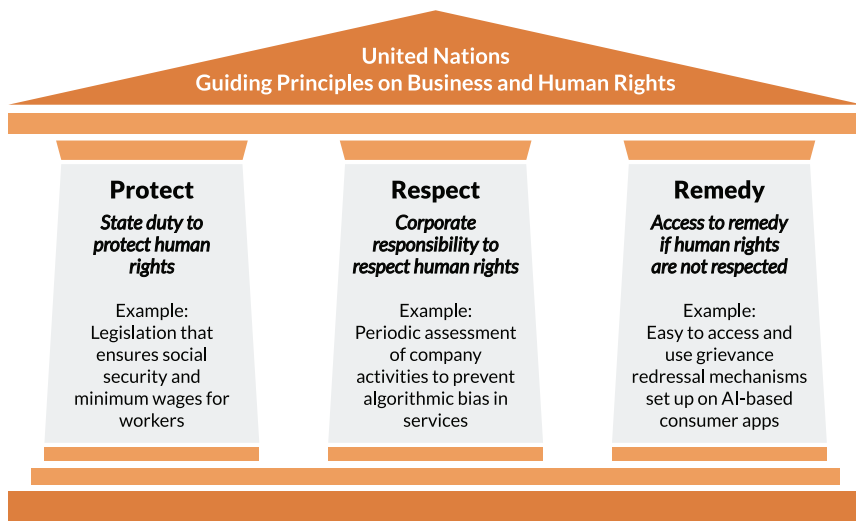 United Nations
Guiding Principles on Business and Human Rights
Protect
State duty to
protect human
rights
Example:
Legislation that
ensures social
security and
minimum wages for
workers
Respect
Corporate
responsibility to
respect human rights
Example:
Periodic assessment
of company
activities to prevent
algorithmic bias in
services
Remedy
Access to remedy
if human rights
are not respected
Example:
Easy to access and
use grievance
redressal mechanisms
set up on AI-based
consumer apps